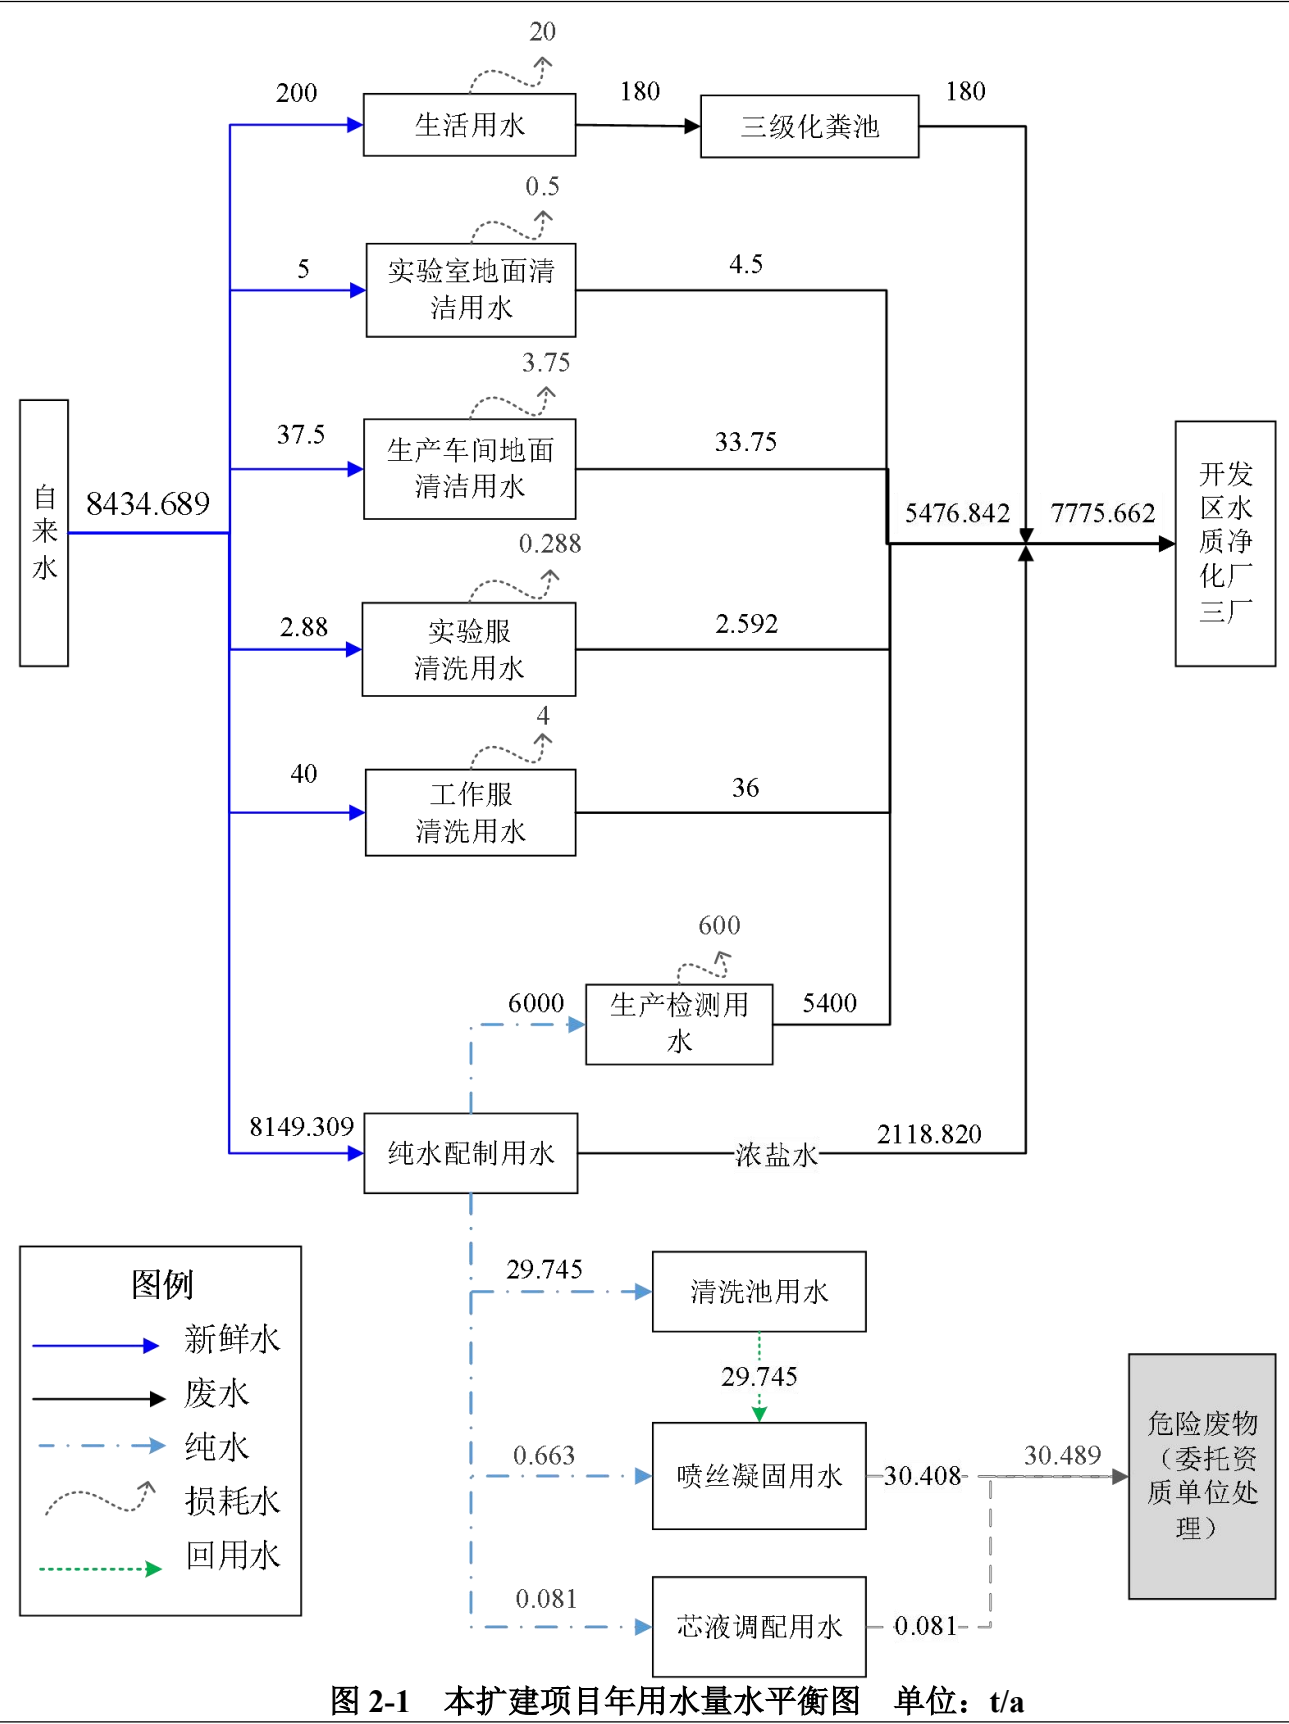 20
200
生活用水
180
三级化粪池
180
0.5
5
实验室地面清
洁用水
4.5
3.75
37.5
生产车间地面
清洁用水
33.75
自
来
水
8434.689
5476.842
7775.662
开发
区水
质净
化厂
三厂
0.288
2.88
实验服
清洗用水
2.592
4
40
工作服
清洗用水
36
600
6000
生产检测用
水
5400
8149.309
纯水配制用水
浓盐水
2118.820
29.745
清洗池用水
29.745
0.663
喷丝凝固用水
30.408
30.489
危险废物
（委托资
质单位处
理）
0.081
芯液调配用水
0.081
图例
新鲜水
废水
纯水
损耗水
回用水
图 2-1 本扩建项目年用水量水平衡图 单位：t/a